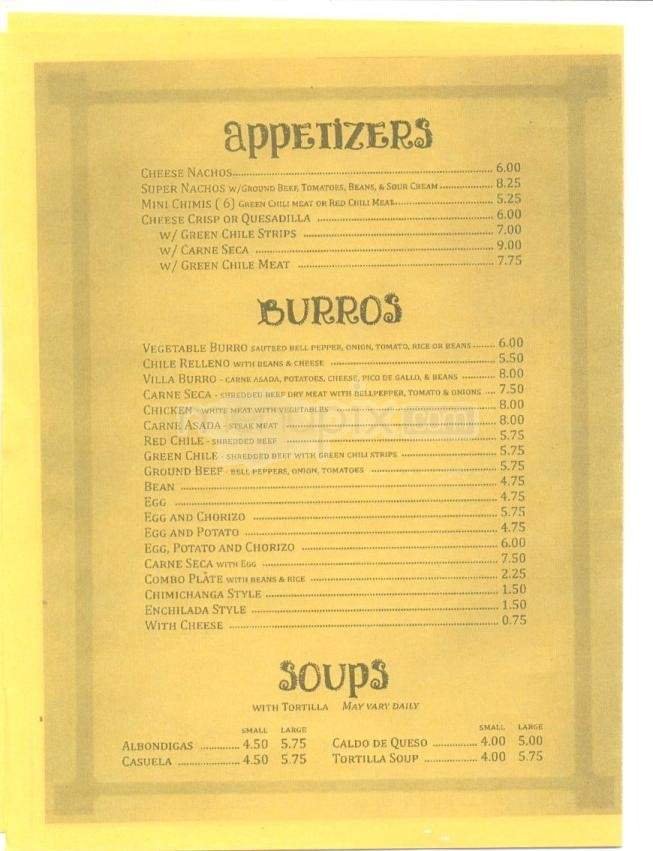 APPETIZERS
CHEESE NACHOS 6.00
SUPER NACHOS W/GROUND BEEF, TOMATOES, BEANS, & SOUR CREAM 8.25
MINI CHIMIS ( 6) GREEN CHILI MEAT OR RED CHILI MEAT 5.25
CHEESE CRISP OR QUESADILLA 6.00
W/ GREEN CHILE STRIPS 7.00
W/ CARNE SECA 9.00
W/ GREEN CHILE MEAT 7.75
BURROS
VEGETABLE BURRO SAUTEED BELL PEPPER, ONION, TOMATO, RICE OR BEANS 6.00
CHILE RELLENO WITH BEANS & CHEESE 5.50
VILLA BURRO - CARNE ASADA, POTATOES, CHEESE, PICO DE GALLO, & BEANS 8.00
CARNE SECA - SHREDDED BEEF DRY MEAT WITH BELLPEPPER, TOMATO & ONIONS 7.50
CHICKEN - WHITE MEAT WITH VEGETABLES 8.00
CARNE ASADA - STEAK MEAT 8.00
RED CHILE - SHREDDED BEEF 5.75
GREEN CHILE - SHREDDED BEEF WITH GREEN CHILI STRIPS 5.75
GROUND BEEF - BELL PEPPERS, ONION, TOMATOES 5.75
BEAN 4.75
EGG 4.75
EGG AND CHORIZO 5.75
EGG AND POTATO 4.75
EGG, POTATO AND CHORIZO 6.00
CARNE SECA WITH EGG 7.50
COMBO PLATE WITH BEANS & RICE 2.25
CHIMICHANGA STYLE 1.50
ENCHILADA STYLE 1.50
WITH CHEESE 0.75
SOUPS
WITH TORTILLA MAY VARY DAILY
SMALL LARGE SMALL LARGE
ALBONDIGAS 4.50 5.75 CALDO DE QUESO 4.00 5.00
CASUELA 4.50 5.75 TORTILLA SOUP 4.00 5.75